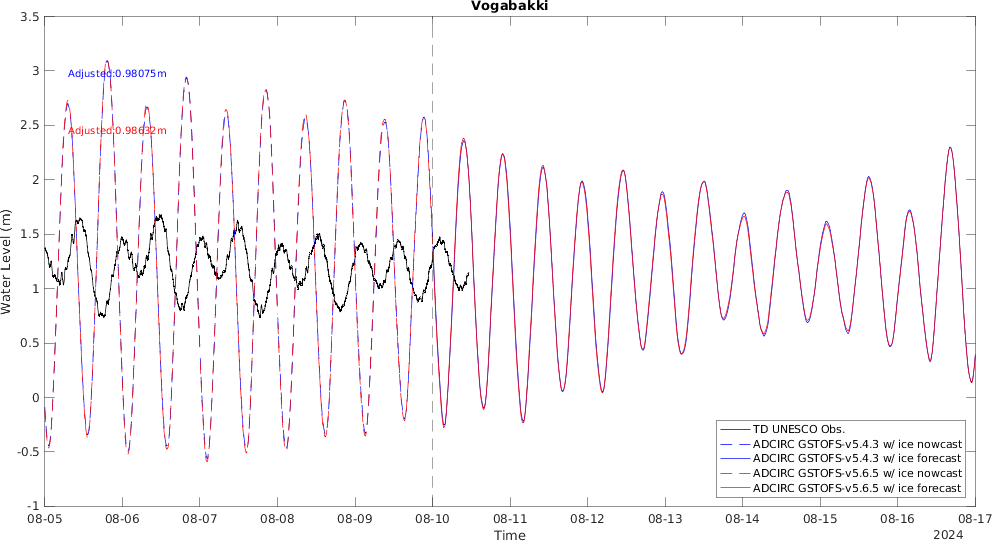 Vogabakki
3.5
3
2.5
2
1.5
1
0.5
0
-0.5
-1
Water Level (m)
Adjusted:0.98075m
Adjusted:0.98632m
TD UNESCO Obs.
ADCIRC GSTOFS-v5.4.3 w/ ice nowcast
ADCIRC GSTOFS-v5.4.3 w/ ice forecast
ADCIRC GSTOFS-v5.6.5 w/ ice nowcast
ADCIRC GSTOFS-v5.6.5 w/ ice forecast
08-05 08-06 08-07 08-08 08-09 08-10 08-11 08-12 08-13 08-14 08-15 08-16 08-17
Time
2024